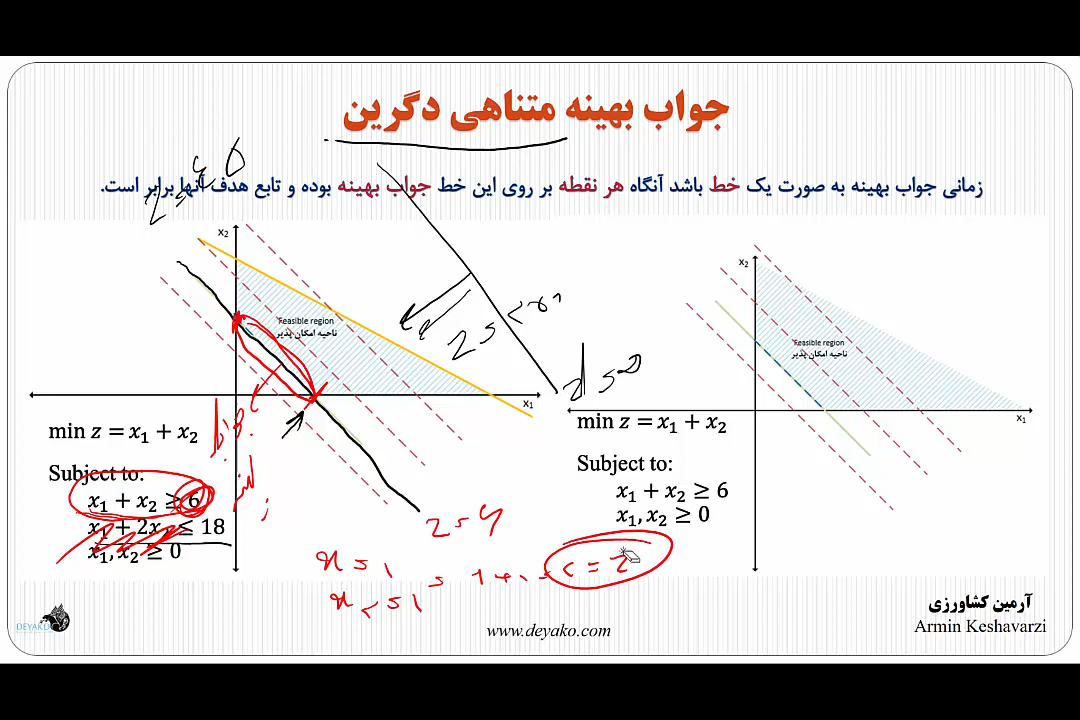 جواب بهینه متناهی دگرین
زمانی جواب بهینه به صورت یک خط باشد آنگاه هر نقطه بر روی این خط جواب بهینه بوده و تابع هدف آنها برابر است.
x₂
Feasible region
ناحیه امکان پذیر
x₁
min z = x₁ + x₂
Subject to:
x₁ + x₂ ≥ 6
x₁ + 2x₂ ≤ 18
x₁, x₂ ≥ 0
x₂
Feasible region
ناحیه امکان پذیر
x₁
min z = x₁ + x₂
Subject to:
x₁ + x₂ ≥ 6
x₁, x₂ ≥ 0
DEYAKO
www.deyako.com
آرمین کشاورزی
Armin Keshavarzi